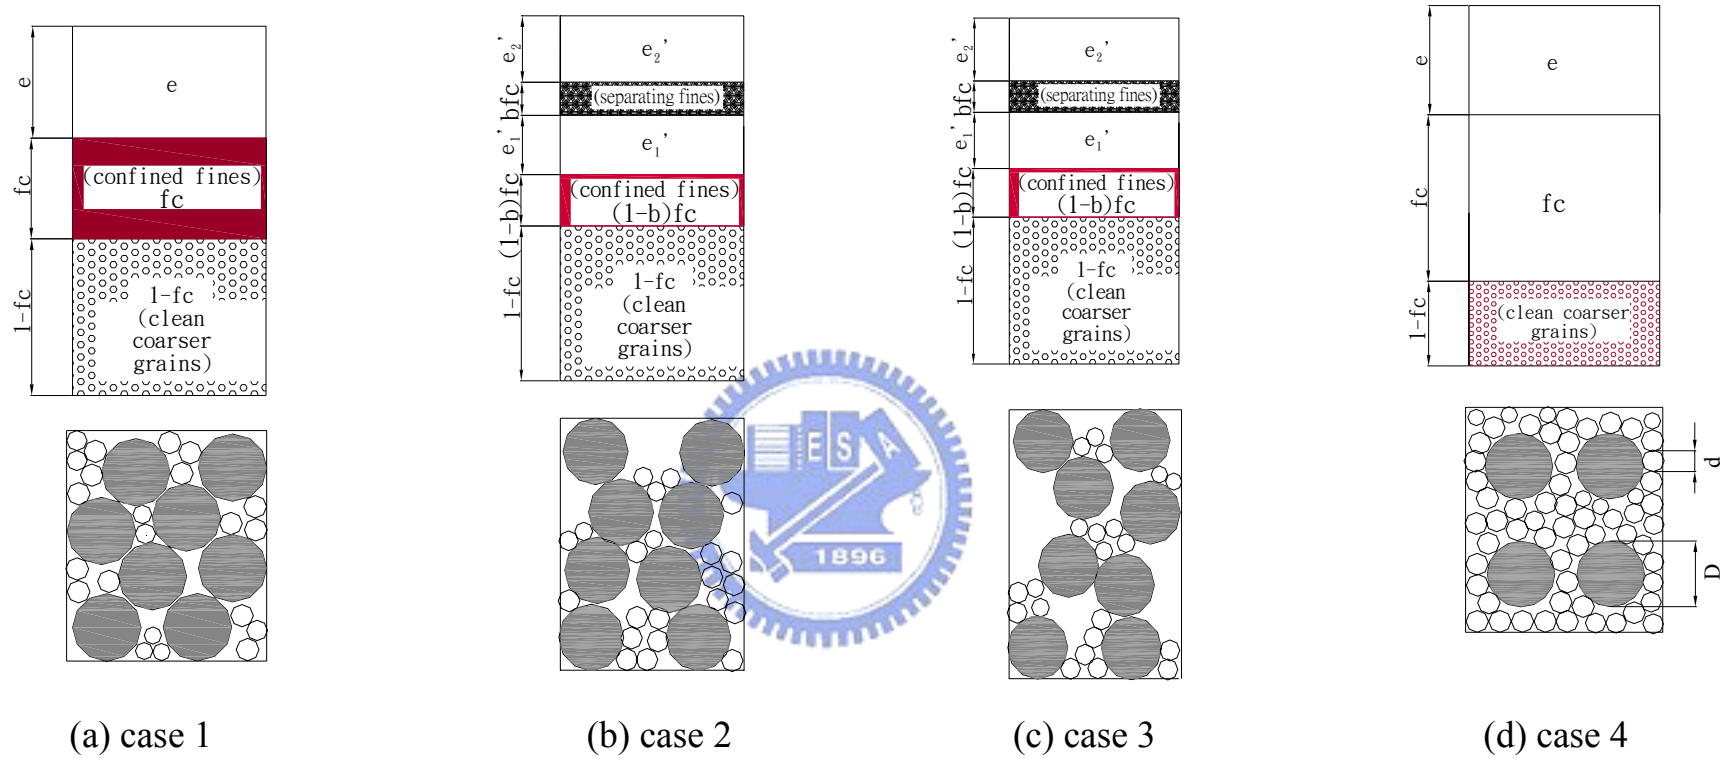 e
e
fc
(confined fines)
fc
1-fc
1-fc
(clean
coarser
grains)
(a) case 1
e₂'
e₂'
bfc
(separating fines)
e₁'
e₁'
(1-b)fc
(confined fines)
(1-b)fc
1-fc
1-fc
(clean
coarser
grains)
(b) case 2
e₂'
e₂'
bfc
(separating fines)
e₁'
e₁'
(1-b)fc
(confined fines)
(1-b)fc
1-fc
1-fc
(clean
coarser
grains)
(c) case 3
e
e
fc
fc
1-fc
(clean coarser
grains)
d
D
(d) case 4
E S A
1896